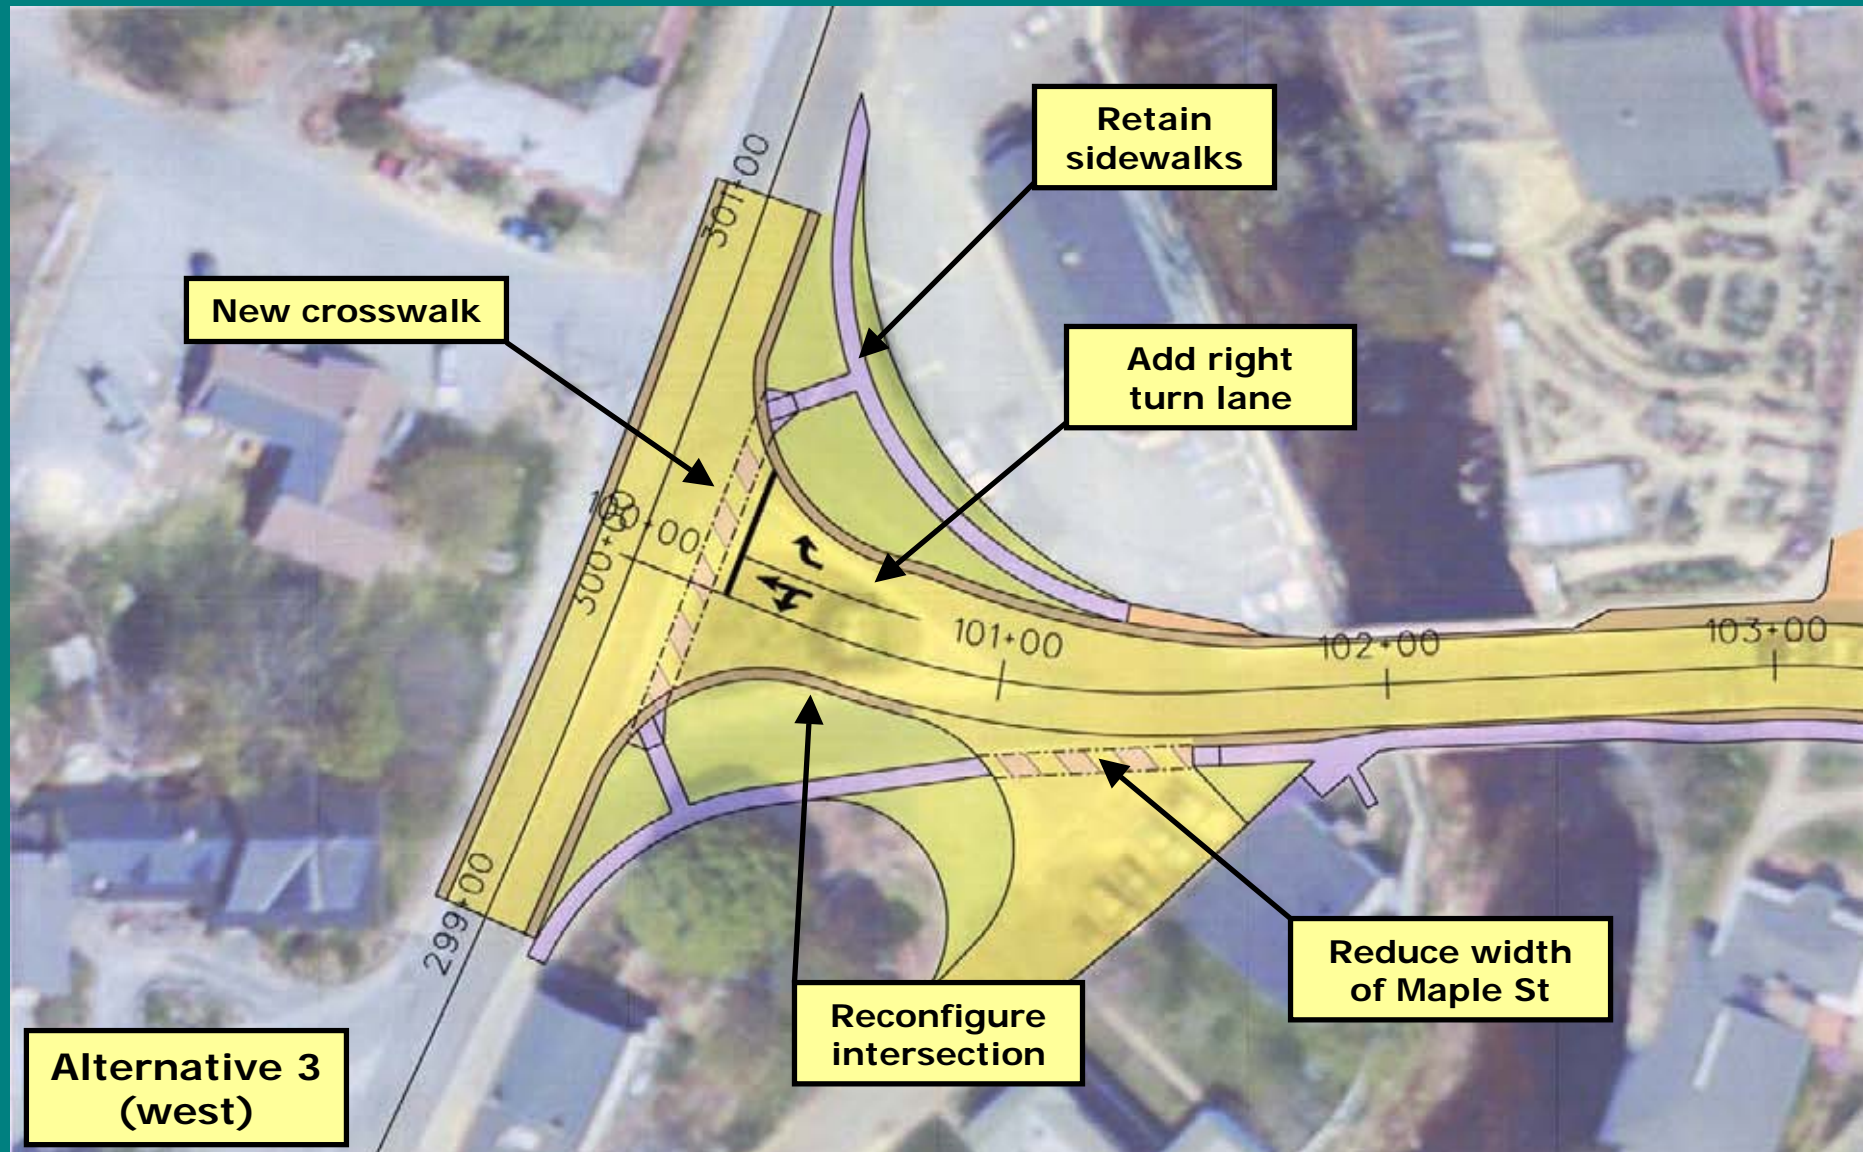 Retain
sidewalks
301+00
New crosswalk
Add right
turn lane
100+00
300+00
101+00
102+00
103+00
299+00
Reduce width
of Maple St
Reconfigure
intersection
Alternative 3
(west)